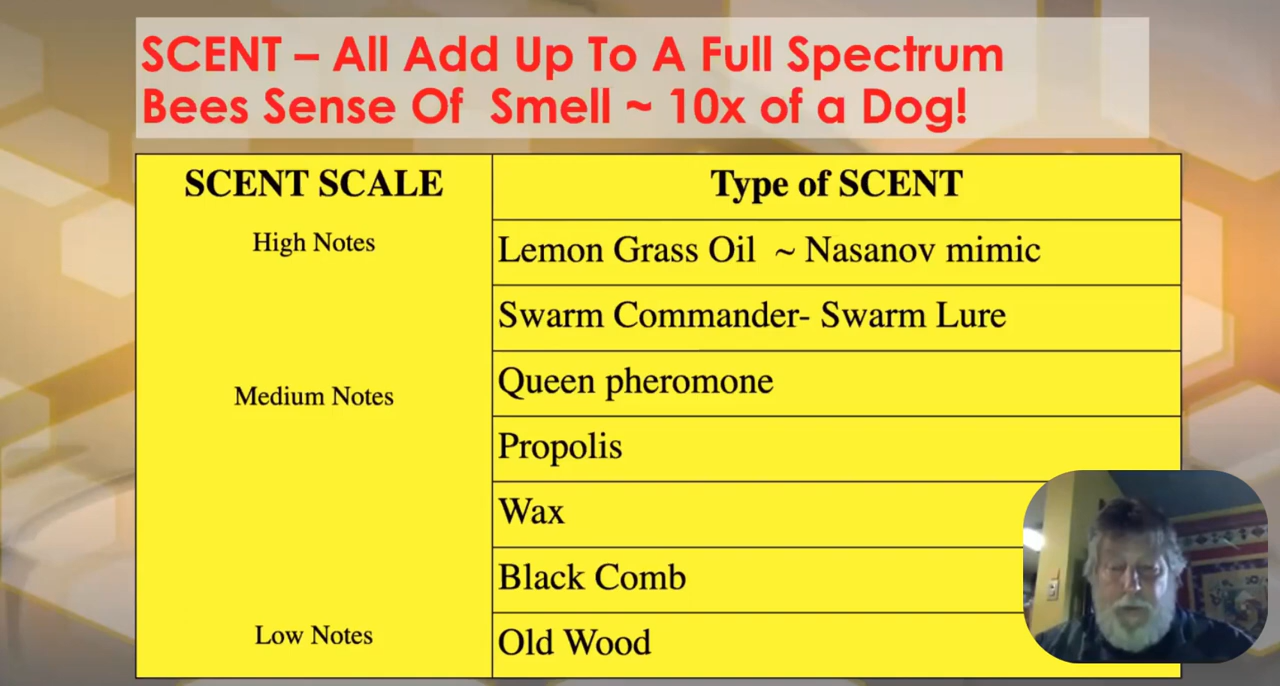 SCENT – All Add Up To A Full Spectrum
Bees Sense Of Smell ~ 10x of a Dog!
SCENT SCALE
Type of SCENT
High Notes
Lemon Grass Oil ~ Nasanov mimic
Swarm Commander- Swarm Lure
Queen pheromone
Medium Notes
Propolis
Wax
Black Comb
Low Notes
Old Wood